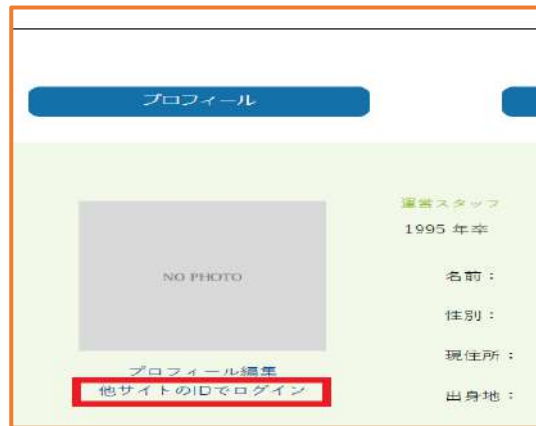 プロフィール
運営スタッフ
1995 年卒
NO PHOTO
名前：
性別：
現住所：
出身地：
プロフィール編集
他サイトのIDでログイン